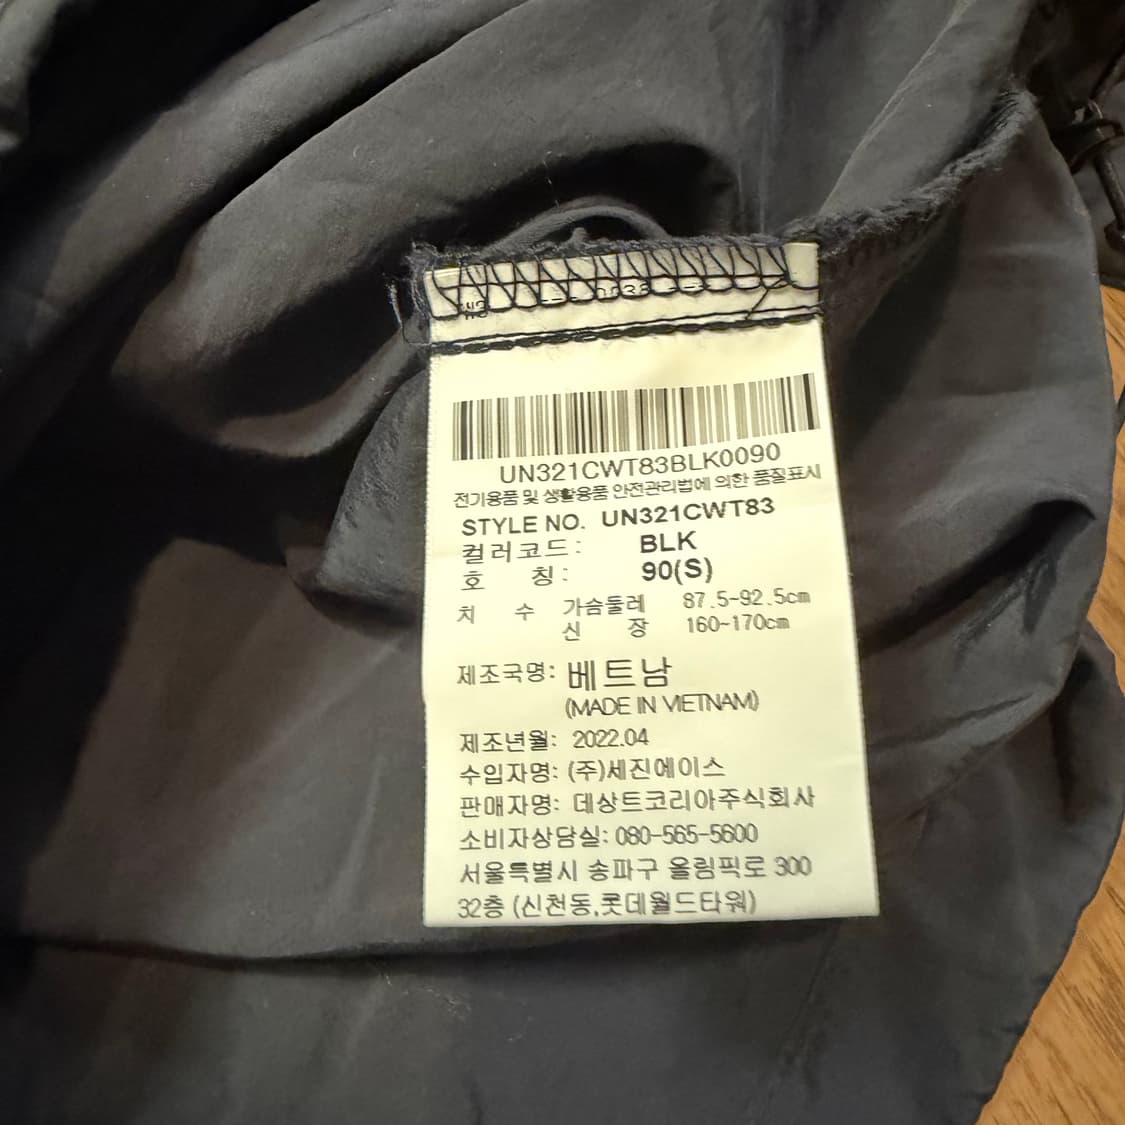 UN321CWT83BLK0090
전기용품 및 생활용품 안전관리법에 의한 품질표시
STYLE NO. UN321CWT83
컬러코드: BLK
호 칭: 90(S)
치 수 가슴둘레 87.5~92.5cm
신 장 160~170cm
제조국명: 베트남
(MADE IN VIETNAM)
제조년월: 2022.04
수입자명: (주)세진에이스
판매자명: 데상트코리아주식회사
소비자상담실: 080-565-5600
서울특별시 송파구 올림픽로 300
32층 (신천동,롯데월드타워)